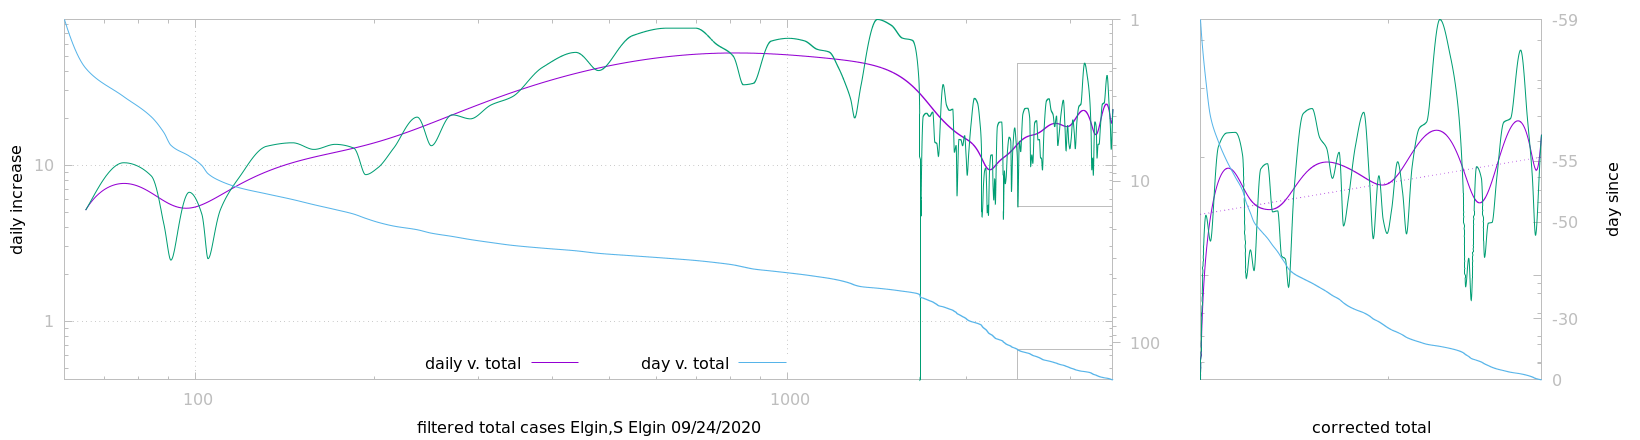 daily increase
10
1
100
1000
daily v. total
day v. total
filtered total cases Elgin,S Elgin 09/24/2020
1
10
100
corrected total
-59
-55
-50
-30
0
day since